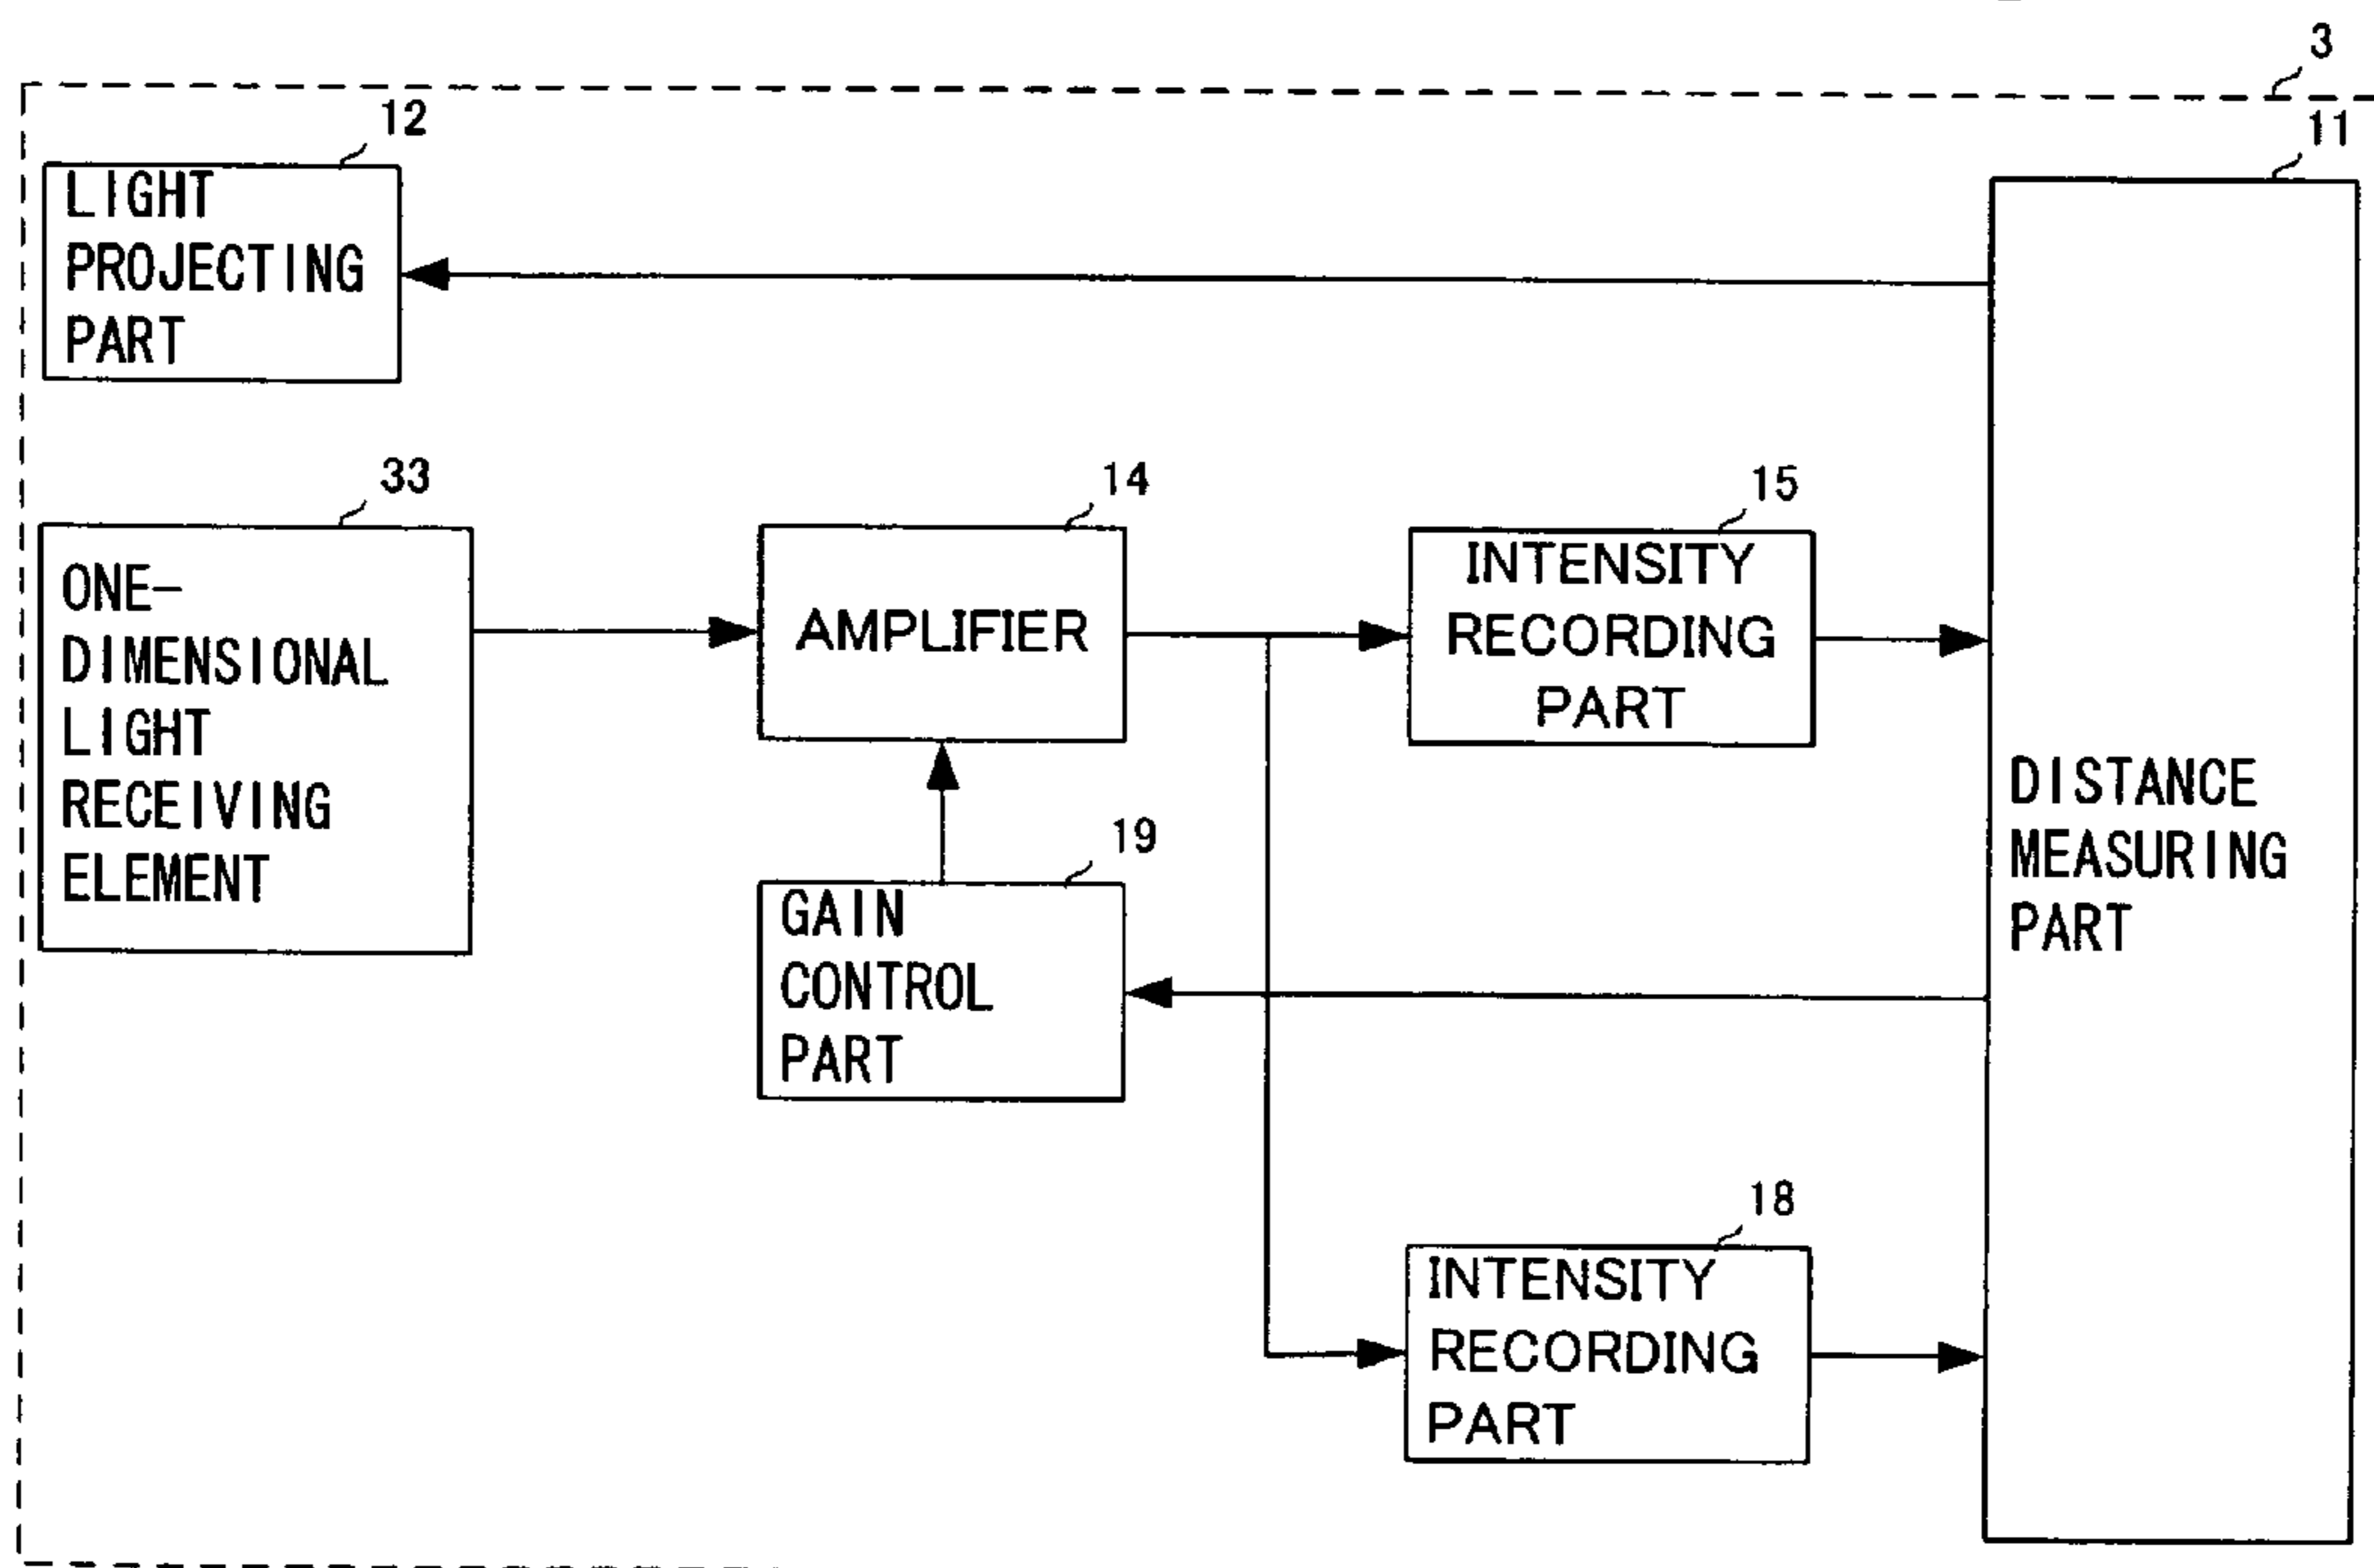 3
11
12
LIGHT
PROJECTING
PART
33
ONE-
DIMENSIONAL
LIGHT
RECEIVING
ELEMENT
14
AMPLIFIER
15
INTENSITY
RECORDING
PART
19
GAIN
CONTROL
PART
DISTANCE
MEASURING
PART
18
INTENSITY
RECORDING
PART